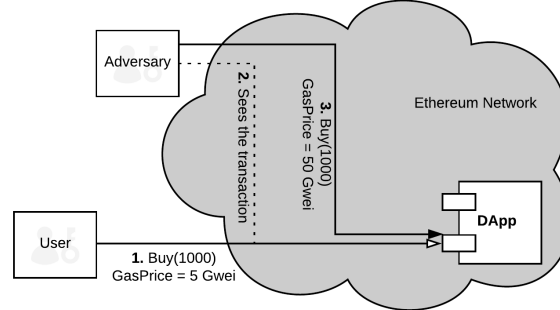 Adversary
2. Sees the transaction
3. Buy(1000)
GasPrice = 50 Gwei
Ethereum Network
DApp
User
1. Buy(1000)
GasPrice = 5 Gwei